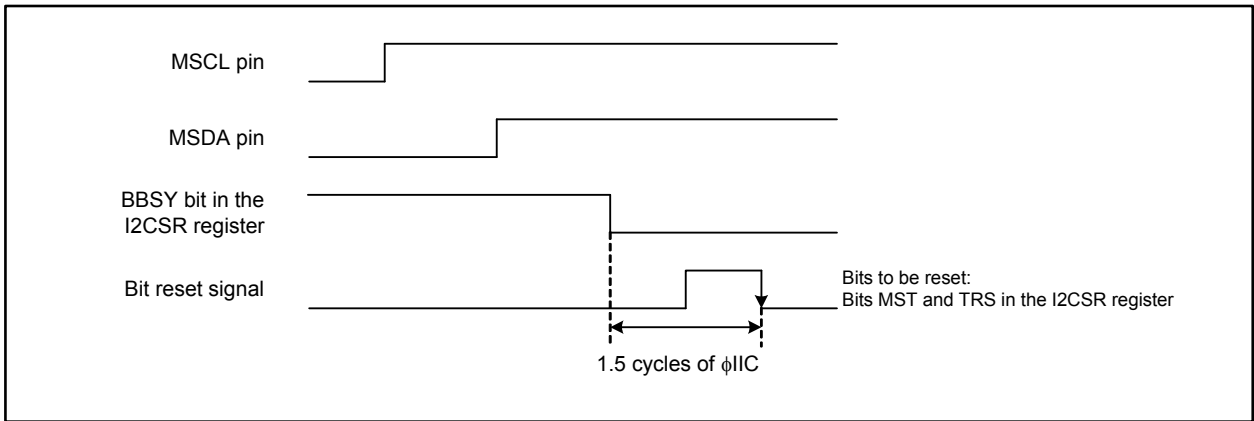 MSCL pin
MSDA pin
BBSY bit in the
I2CSR register
Bit reset signal
Bits to be reset:
Bits MST and TRS in the I2CSR register
1.5 cycles of ϕIIC